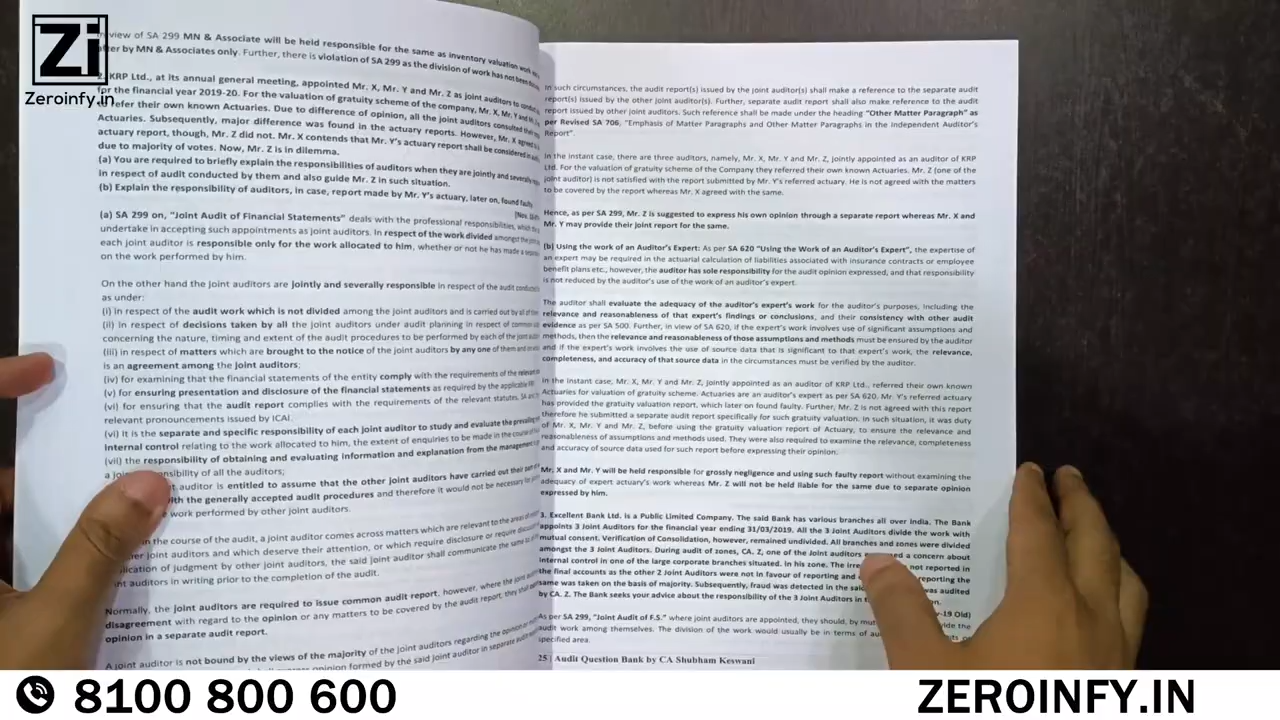 Zi
Zeroinfy.in
view of SA 299 MN & Associate will be held responsible for the same as inventory valuation work
by MN & Associates only. Further, there is violation of SA 299 as the division of work has not been
KRP Ltd., at its annual general meeting, appointed Mr. X, Mr. Y and Mr. Z as joint auditors to
for the financial year 2019-20. For the valuation of gratuity scheme of the company, Mr. X, Mr. Y and
refer their own known Actuaries. Due to difference of opinion, all the joint auditors consulted their
Actuaries. Subsequently, major difference was found in the actuary reports. However, Mr. X agreed
actuary report, though, Mr. Z did not. Mr. X contends that Mr. Y's actuary report shall be considered in
due to majority of votes. Now, Mr. Z is in dilemma.
(a) You are required to briefly explain the responsibilities of auditors when they are jointly and severally
In respect of audit conducted by them and also guide Mr. Z in such situation.
(b) Explain the responsibility of auditors, in case, report made by Mr. Y's actuary, later on, found faulty
(a) SA 299 on, "Joint Audit of Financial Statements" deals with the professional responsibilities, which
undertake in accepting such appointments as joint auditors. In respect of the work divided amongst the
each joint auditor is responsible only for the work allocated to him, whether or not he has made a
on the work performed by him.
On the other hand the joint auditors are jointly and severally responsible in respect of the audit
as under:
(i) In respect of the audit work which is not divided among the joint auditors and is carried out by all
(ii) In respect of decisions taken by all the joint auditors under audit planning in respect of
concerning the nature, timing and extent of the audit procedures to be performed by each of the
(iii) in respect of matters which are brought to the notice of the joint auditors by any one of them
is an agreement among the joint auditors;
(iv) for examining that the financial statements of the entity comply with the requirements of the
(v) for ensuring presentation and disclosure of the financial statements as required by the applicable
(vi) for ensuring that the audit report complies with the requirements of the relevant statutes,
relevant pronouncements issued by ICAI.
(vi) It is the separate and specific responsibility of each joint auditor to study and evaluate the
internal control relating to the work allocated to him, the extent of enquiries to be made in the course of
(vii) the responsibility of obtaining and evaluating information and explanation from the management
a of all the auditors;
auditor is entitled to assume that the other joint auditors have carried out their
the generally accepted audit procedures and therefore it would not be necessary
work performed by other joint auditors.
in the course of the audit, a joint auditor comes across matters which are relevant to the areas of
joint auditors and which deserve their attention, or which require disclosure or require
of judgment by other joint auditors, the said joint auditor shall communicate the same to
auditors in writing prior to the completion of the audit.
Normally, the joint auditors are required to issue common audit report, however, where the joint
disagreement with regard to the opinion or any matters to be covered by the audit report, they
opinion in a separate audit report.
A joint auditor is not bound by the views of the majority of the joint auditors regarding the opinion
opinion formed by the said joint auditor in separate
In such circumstances, the audit report(s) issued by the joint auditor(s) shall make a reference to the separate audit
report(s) issued by the other joint auditor(s). Further, separate audit report shall also make reference to the audit
report issued by other joint auditors. Such reference shall be made under the heading "Other Matter Paragraph" as
per Revised SA 706, "Emphasis of Matter Paragraphs and Other Matter Paragraphs in the Independent Auditor's
Report".
In the instant case, there are three auditors, namely, Mr. X, Mr. Y and Mr. Z, jointly appointed as an auditor of KRP
Ltd. For the valuation of gratuity scheme of the Company they referred their own known Actuaries. Mr. Z (one of the
joint auditor) is not satisfied with the report submitted by Mr. Y's referred actuary. He is not agreed with the matters
to be covered by the report whereas Mr. X agreed with the same.
Hence, as per SA 299, Mr. Z is suggested to express his own opinion through a separate report whereas Mr. X and
Mr. Y may provide their joint report for the same.
(b) Using the work of an Auditor's Expert: As per SA 620 "Using the Work of an Auditor's Expert", the expertise of
an expert may be required in the actuarial calculation of liabilities associated with insurance contracts or employee
benefit plans etc., however, the auditor has sole responsibility for the audit opinion expressed, and that responsibility
is not reduced by the auditor's use of the work of an auditor's expert.
The auditor shall evaluate the adequacy of the auditor's expert's work for the auditor's purposes, including the
relevance and reasonableness of that expert's findings or conclusions, and their consistency with other audit
evidence as per SA 500. Further, in view of SA 620, if the expert's work involves use of significant assumptions and
methods, then the relevance and reasonableness of those assumptions and methods must be ensured by the auditor
and if the expert's work involves the use of source data that is significant to that expert's work, the relevance,
completeness, and accuracy of that source data in the circumstances must be verified by the auditor.
In the instant case, Mr. X, Mr. Y and Mr. Z, jointly appointed as an auditor of KRP Ltd., referred their own known
Actuaries for valuation of gratuity scheme. Actuaries are an auditor's expert as per SA 620. Mr. Y's referred actuary
has provided the gratuity valuation report, which later on found faulty. Further, Mr. Z is not agreed with this report
therefore he submitted a separate audit report specifically for such gratuity valuation. In such situation, it was duty
of Mr. X, Mr. Y and Mr. Z, before using the gratuity valuation report of Actuary, to ensure the relevance and
reasonableness of assumptions and methods used. They were also required to examine the relevance, completeness
and accuracy of source data used for such report before expressing their opinion.
Mr. X and Mr. Y will be held responsible for grossly negligence and using such faulty report without examining the
adequacy of expert actuary's work whereas Mr. Z will not be held liable for the same due to separate opinion
expressed by him.
3. Excellent Bank Ltd. is a Public Limited Company. The said Bank has various branches all over India. The Bank
appoints 3 Joint Auditors for the financial year ending 31/03/2019. All the 3 Joint Auditors divide the work with
mutual consent. Verification of Consolidation, however, remained undivided. All branches and zones were divided
amongst the 3 Joint Auditors. During audit of zones, CA. Z, one of the Joint auditors a concern about
internal control in one of the large corporate branches situated. In his zone. The not reported in
the final accounts as the other 2 Joint Auditors were not in favour of reporting and reporting the
same was taken on the basis of majority. Subsequently, fraud was detected in the was audited
by CA. Z. The Bank seeks your advice about the responsibility of the 3 Joint Auditors in
As per SA 299, "Joint Audit of F.S." where joint auditors are appointed, they should, by the
audit work among themselves. The division of the work would usually be in terms of or
specified area.
25 | Audit Question Bank by CA Shubham Keswani
8100 800 600
ZEROINFY.IN